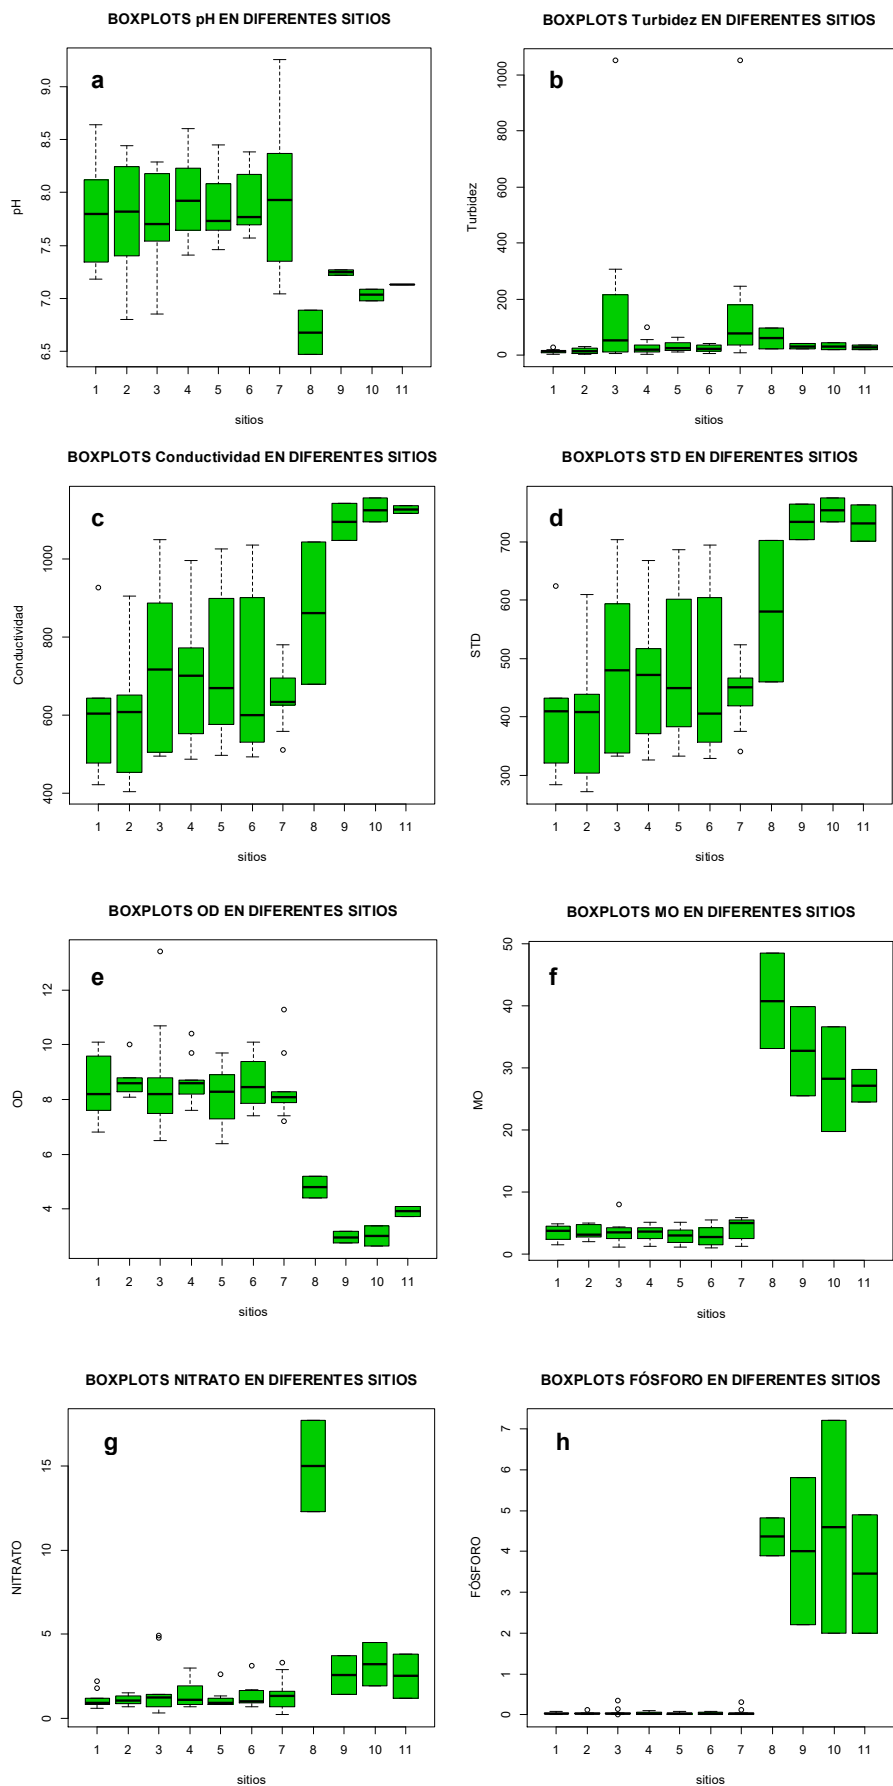 BOXPLOTS pH EN DIFERENTES SITIOS
a
pH
9.0
8.5
8.0
7.5
7.0
6.5
1 2 3 4 5 6 7 8 9 10 11
sitios
BOXPLOTS Turbidez EN DIFERENTES SITIOS
b
Turbidez
1000
800
600
400
200
0
1 2 3 4 5 6 7 8 9 10 11
sitios
BOXPLOTS Conductividad EN DIFERENTES SITIOS
c
Conductividad
1000
800
600
400
1 2 3 4 5 6 7 8 9 10 11
sitios
BOXPLOTS STD EN DIFERENTES SITIOS
d
STD
700
600
500
400
300
1 2 3 4 5 6 7 8 9 10 11
sitios
BOXPLOTS OD EN DIFERENTES SITIOS
e
OD
12
10
8
6
4
1 2 3 4 5 6 7 8 9 10 11
sitios
BOXPLOTS MO EN DIFERENTES SITIOS
f
MO
50
40
30
20
10
0
1 2 3 4 5 6 7 8 9 10 11
sitios
BOXPLOTS NITRATO EN DIFERENTES SITIOS
g
NITRATO
15
10
5
0
1 2 3 4 5 6 7 8 9 10 11
sitios
BOXPLOTS FÓSFORO EN DIFERENTES SITIOS
h
FÓSFORO
7
6
5
4
3
2
1
0
1 2 3 4 5 6 7 8 9 10 11
sitios